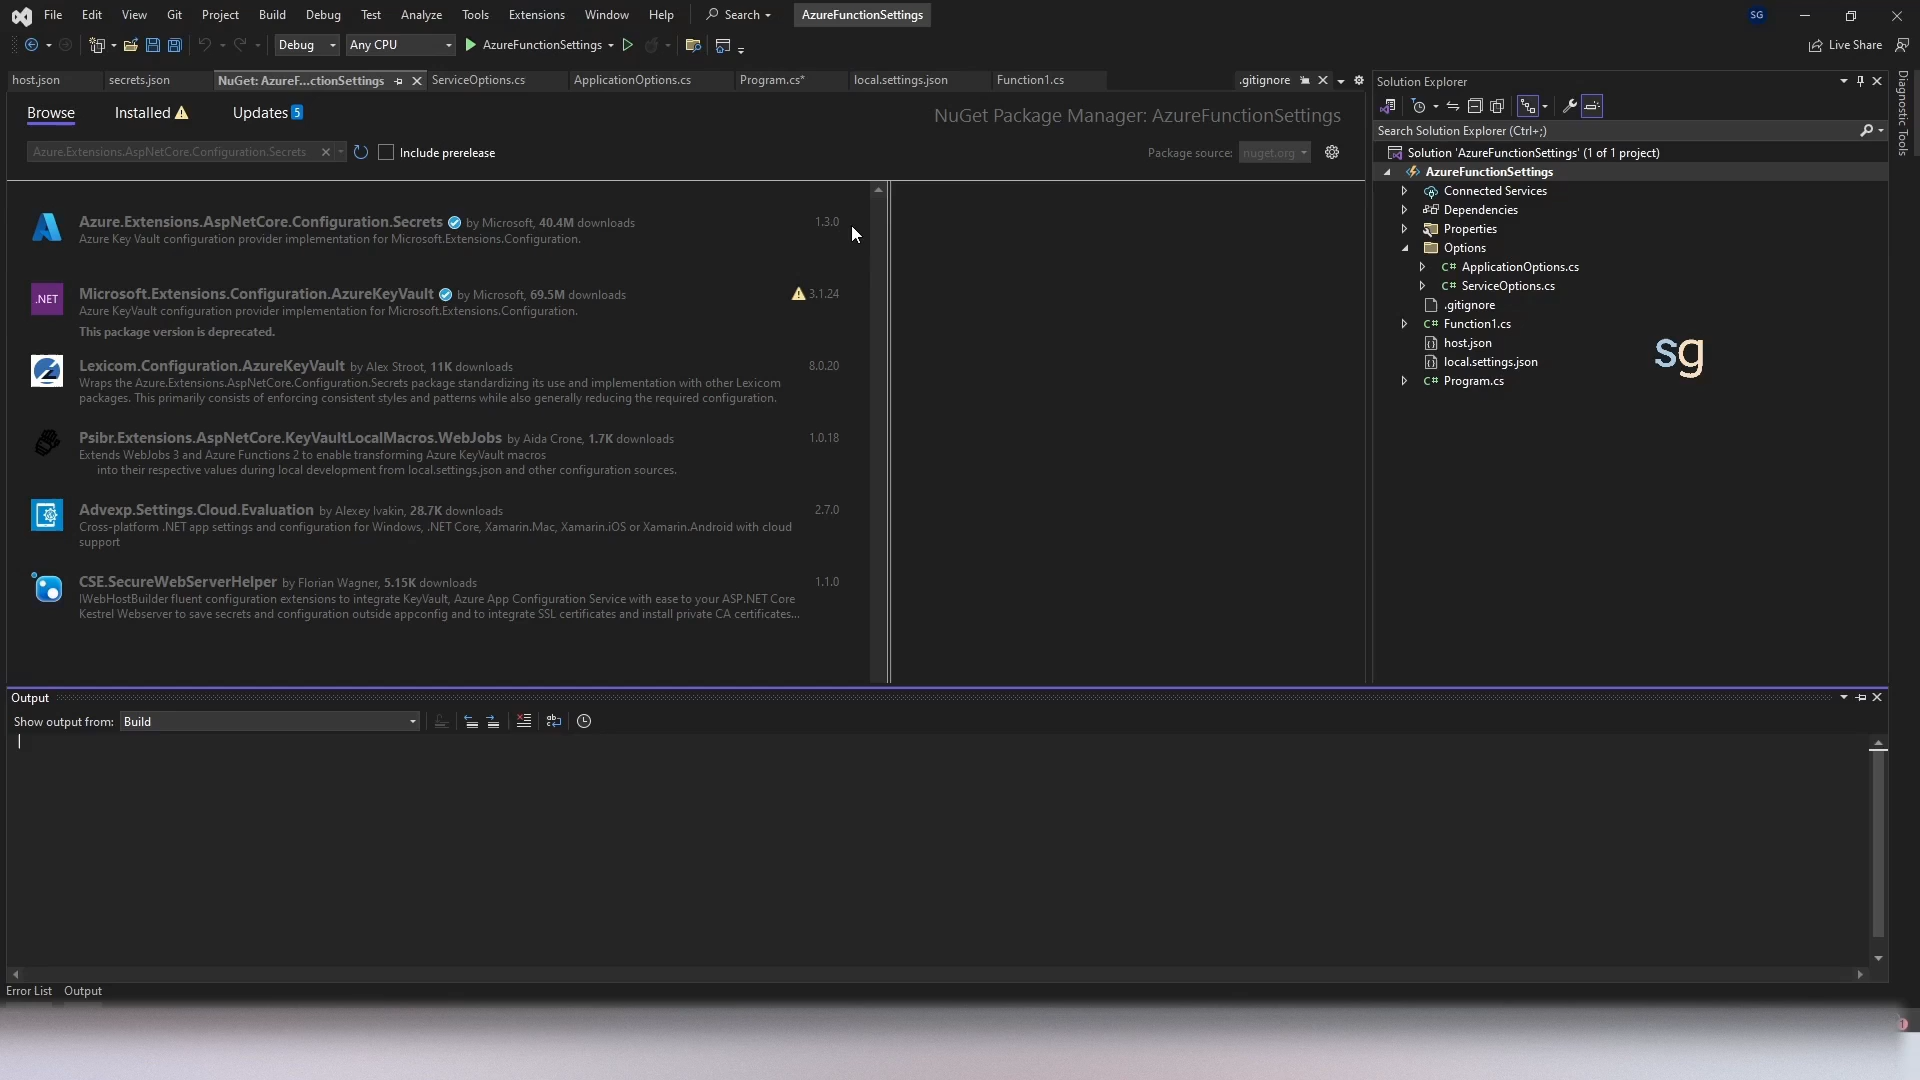 File Edit View Git Project Build Debug Test Analyze Tools Extensions Window Help Search AzureFunctionSettings SG
Debug Any CPU AzureFunctionSettings Live Share
host.json secrets.json NuGet: AzureF...ctionSettings ServiceOptions.cs ApplicationOptions.cs Program.cs* local.settings.json Function1.cs .gitignore
Browse Installed Updates 5
NuGet Package Manager: AzureFunctionSettings
Azure.Extensions.AspNetCore.Configuration.Secrets Include prerelease Package source: nuget.org
Azure.Extensions.AspNetCore.Configuration.Secrets by Microsoft, 40.4M downloads 1.3.0
Azure Key Vault configuration provider implementation for Microsoft.Extensions.Configuration.
.NET
Microsoft.Extensions.Configuration.AzureKeyVault by Microsoft, 69.5M downloads 3.1.24
Azure KeyVault configuration provider implementation for Microsoft.Extensions.Configuration.
This package version is deprecated.
Lexicom.Configuration.AzureKeyVault by Alex Stroot, 11K downloads 8.0.20
Wraps the Azure.Extensions.AspNetCore.Configuration.Secrets package standardizing its use and implementation with other Lexicom
packages. This primarily consists of enforcing consistent styles and patterns while also generally reducing the required configuration.
Psibr.Extensions.AspNetCore.KeyVaultLocalMacros.WebJobs by Aida Crone, 1.7K downloads 1.0.18
Extends WebJobs 3 and Azure Functions 2 to enable transforming Azure KeyVault macros
into their respective values during local development from local.settings.json and other configuration sources.
Advexp.Settings.Cloud.Evaluation by Alexey Ivakin, 28.7K downloads 2.7.0
Cross-platform .NET app settings and configuration for Windows, .NET Core, Xamarin.Mac, Xamarin.iOS or Xamarin.Android with cloud
support
CSE.SecureWebServerHelper by Florian Wagner, 5.15K downloads 1.1.0
IWebHostBuilder fluent configuration extensions to integrate KeyVault, Azure App Configuration Service with ease to your ASP.NET Core
Kestrel Webserver to save secrets and configuration outside appconfig and to integrate SSL certificates and install private CA certificates...
Solution Explorer
Search Solution Explorer (Ctrl+;)
Solution 'AzureFunctionSettings' (1 of 1 project)
AzureFunctionSettings
Connected Services
Dependencies
Properties
Options
C# ApplicationOptions.cs
C# ServiceOptions.cs
.gitignore
C# Function1.cs
host.json
local.settings.json
C# Program.cs
sg
Diagnostic Tools
Output
Show output from: Build
Error List Output
1